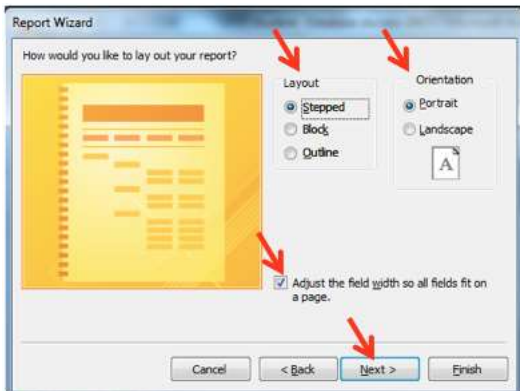 Report Wizard
How would you like to lay out your report?
Layout
Stepped
Block
Outline
Orientation
Portrait
Landscape
A
Adjust the field width so all fields fit on
a page.
Cancel
< Back
Next >
Finish